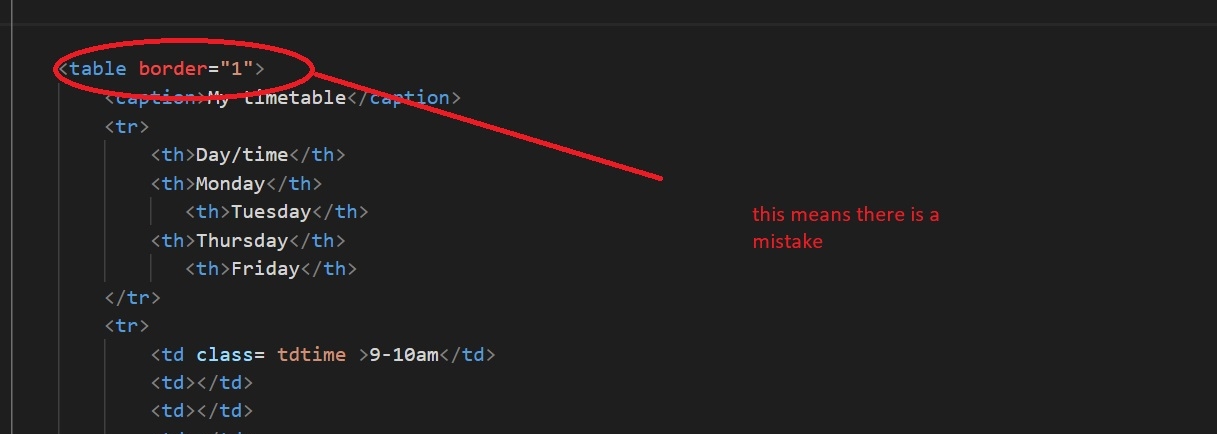 <table border="1">
<caption>My timetable</caption>
<tr>
<th>Day/time</th>
<th>Monday</th>
<th>Tuesday</th>
<th>Thursday</th>
<th>Friday</th>
</tr>
<tr>
<td class= tdtime >9-10am</td>
<td></td>
<td></td>
this means there is a
mistake